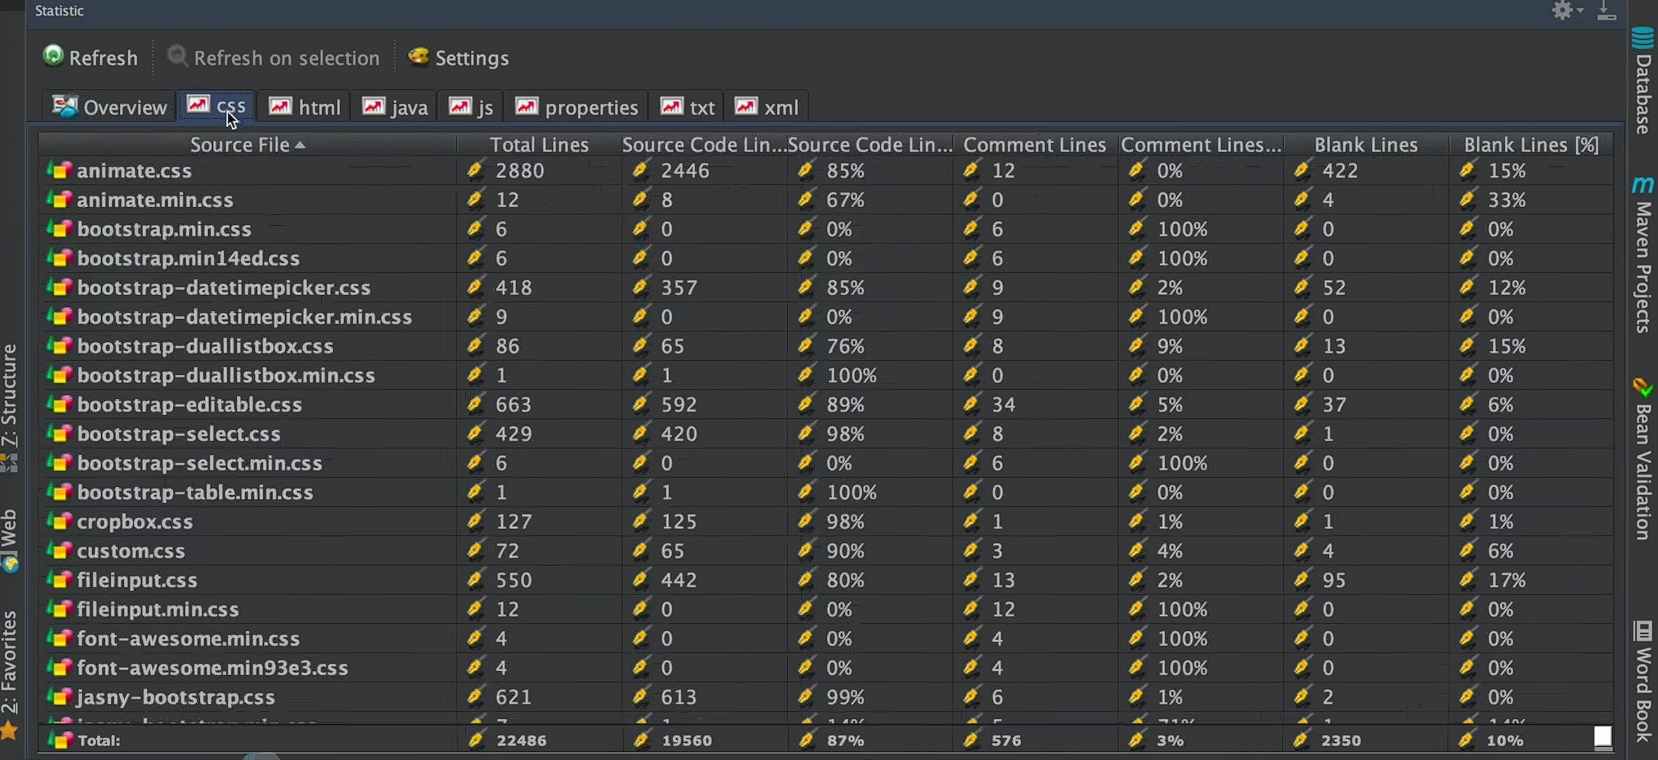 Statistic
Refresh Refresh on selection Settings
Overview css html java js properties txt xml
Source File Total Lines Source Code Lin... Source Code Lin... Comment Lines Comment Lines... Blank Lines Blank Lines [%]
animate.css 2880 2446 85% 12 0% 422 15%
animate.min.css 12 8 67% 0 0% 4 33%
bootstrap.min.css 6 0 0% 6 100% 0 0%
bootstrap.min14ed.css 6 0 0% 6 100% 0 0%
bootstrap-datetimepicker.css 418 357 85% 9 2% 52 12%
bootstrap-datetimepicker.min.css 9 0 0% 9 100% 0 0%
bootstrap-duallistbox.css 86 65 76% 8 9% 13 15%
bootstrap-duallistbox.min.css 1 1 100% 0 0% 0 0%
bootstrap-editable.css 663 592 89% 34 5% 37 6%
bootstrap-select.css 429 420 98% 8 2% 1 0%
bootstrap-select.min.css 6 0 0% 6 100% 0 0%
bootstrap-table.min.css 1 1 100% 0 0% 0 0%
cropbox.css 127 125 98% 1 1% 1 1%
custom.css 72 65 90% 3 4% 4 6%
fileinput.css 550 442 80% 13 2% 95 17%
fileinput.min.css 12 0 0% 12 100% 0 0%
font-awesome.min.css 4 0 0% 4 100% 0 0%
font-awesome.min93e3.css 4 0 0% 4 100% 0 0%
jasny-bootstrap.css 621 613 99% 6 1% 2 0%
Total: 22486 19560 87% 576 3% 2350 10%
Z: Structure
Web
2: Favorites
Database
Maven Projects
Bean Validation
Word Book